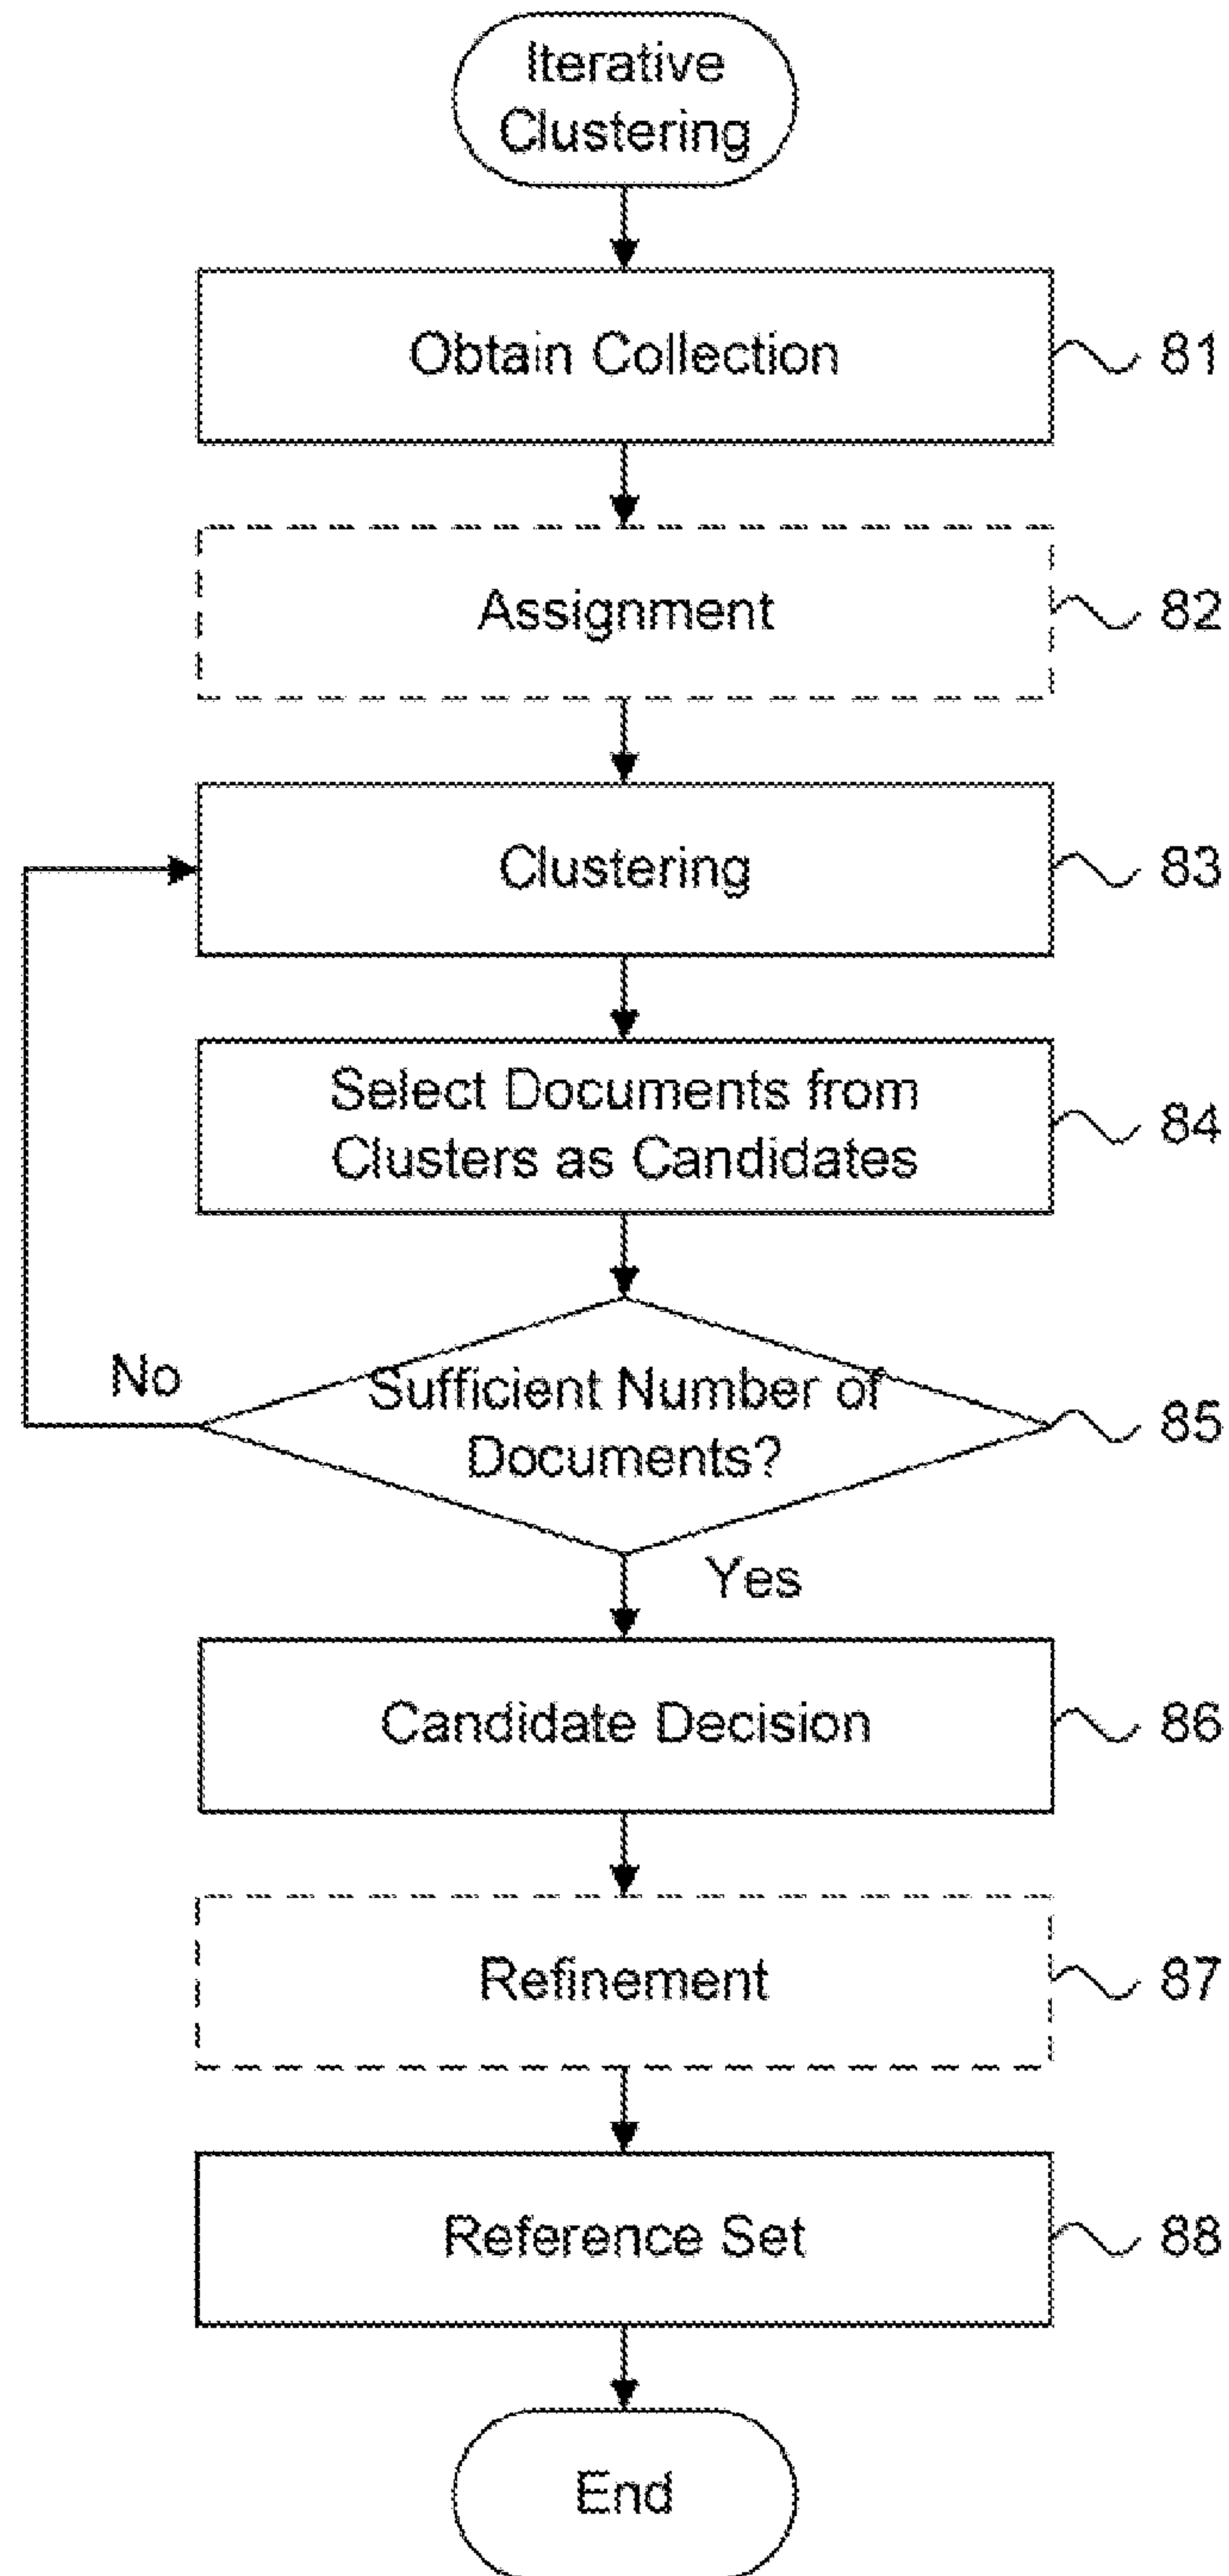 Iterative
Clustering
Obtain Collection
81
Assignment
82
Clustering
83
Select Documents from
Clusters as Candidates
84
No
Sufficient Number of
Documents?
85
Yes
Candidate Decision
86
Refinement
87
Reference Set
88
End